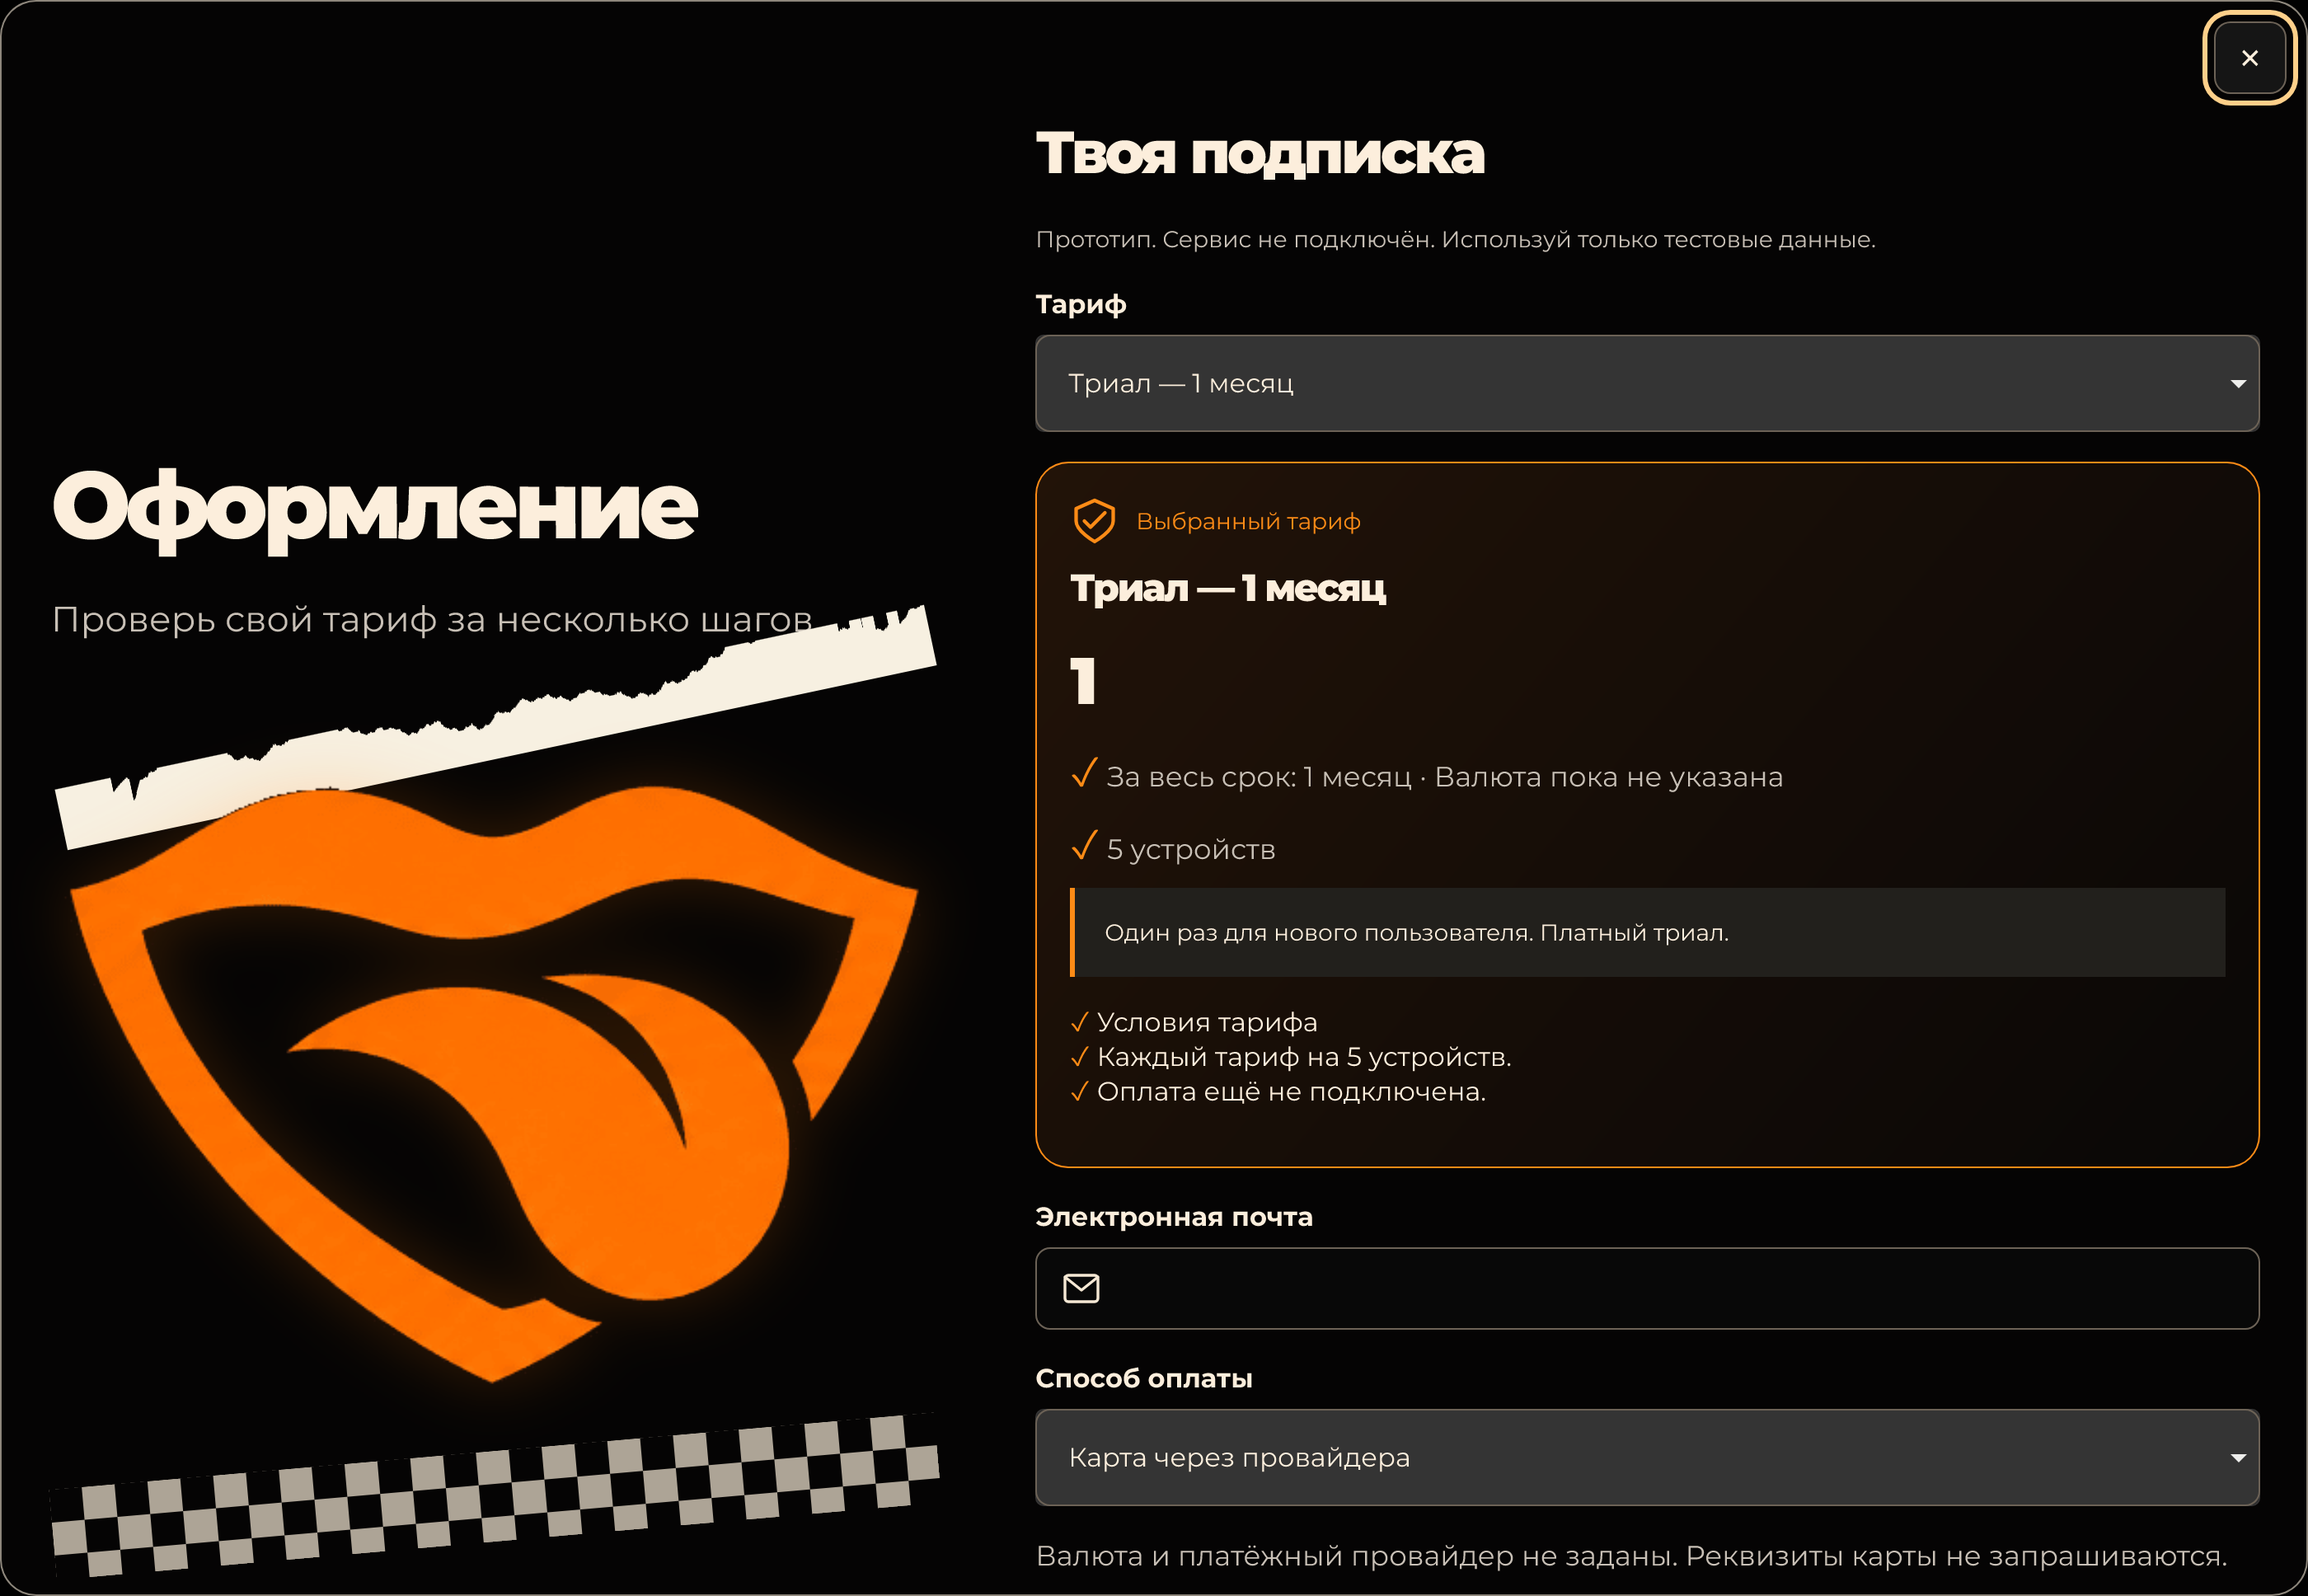 Оформление
Проверь свой тариф за несколько шагов
Твоя подписка
Прототип. Сервис не подключён. Используй только тестовые данные.
Тариф
Триал — 1 месяц
Выбранный тариф
Триал — 1 месяц
1
За весь срок: 1 месяц · Валюта пока не указана
5 устройств
Один раз для нового пользователя. Платный триал.
Условия тарифа
Каждый тариф на 5 устройств.
Оплата ещё не подключена.
Электронная почта
Способ оплаты
Карта через провайдера
Валюта и платёжный провайдер не заданы. Реквизиты карты не запрашиваются.